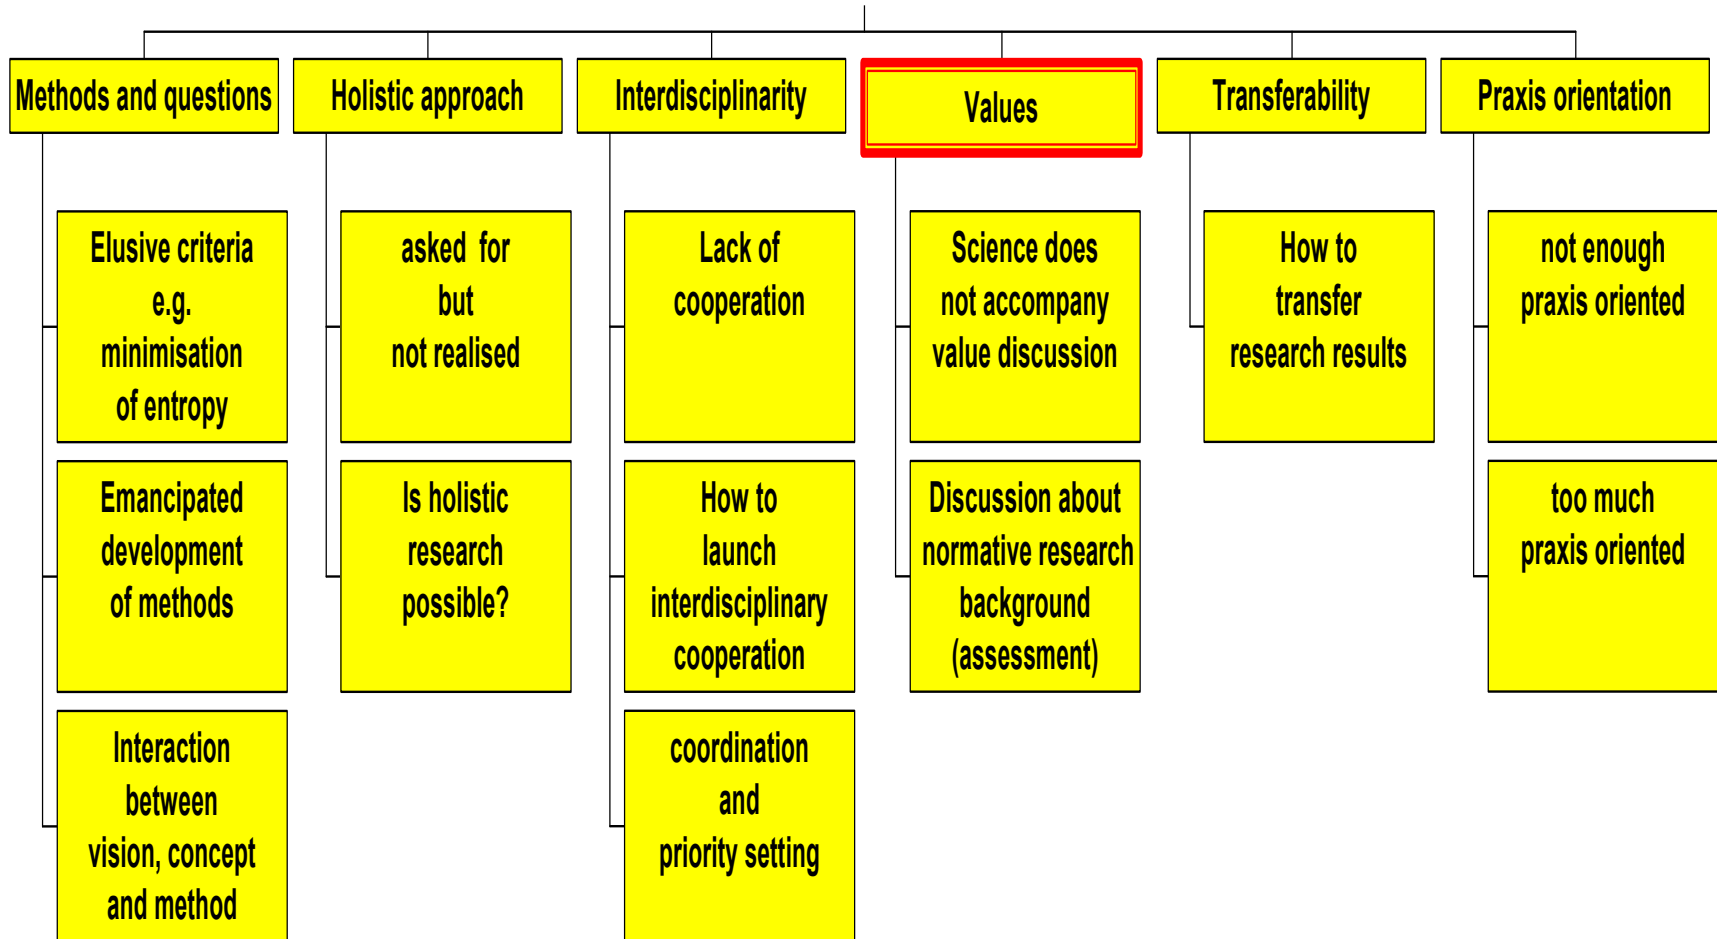 Methods and questions
Holistic approach
Interdisciplinarity
Values
Transferability
Praxis orientation
Elusive criteria
e.g.
minimisation
of entropy
Emancipated
development
of methods
Interaction
between
vision, concept
and method
asked for
but
not realised
Is holistic
research
possible?
Lack of
cooperation
How to
launch
interdisciplinary
cooperation
coordination
and
priority setting
Science does
not accompany
value discussion
Discussion about
normative research
background
(assessment)
How to
transfer
research results
not enough
praxis oriented
too much
praxis oriented